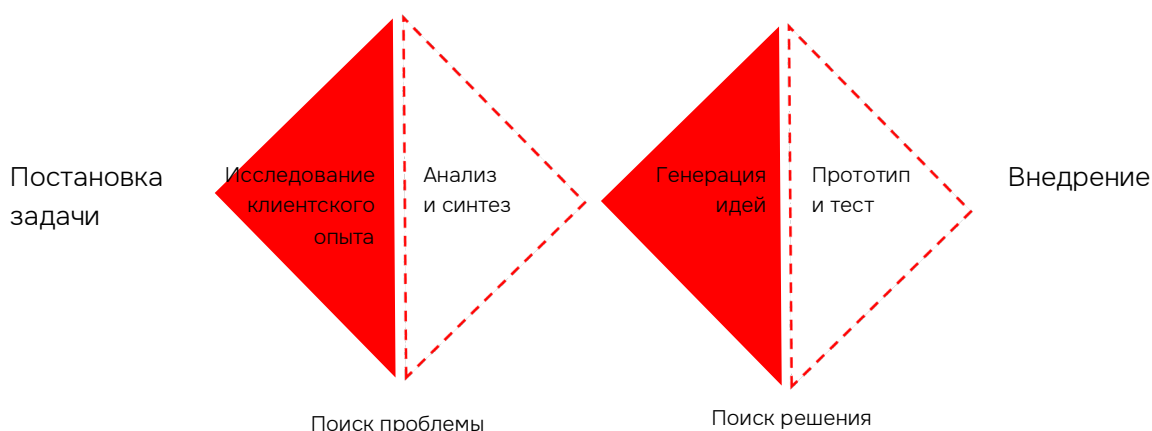 Постановка
задачи
Исследование
клиентского
опыта
Анализ
и синтез
Генерация
идей
Прототип
и тест
Внедрение
Поиск проблемы
Поиск решения